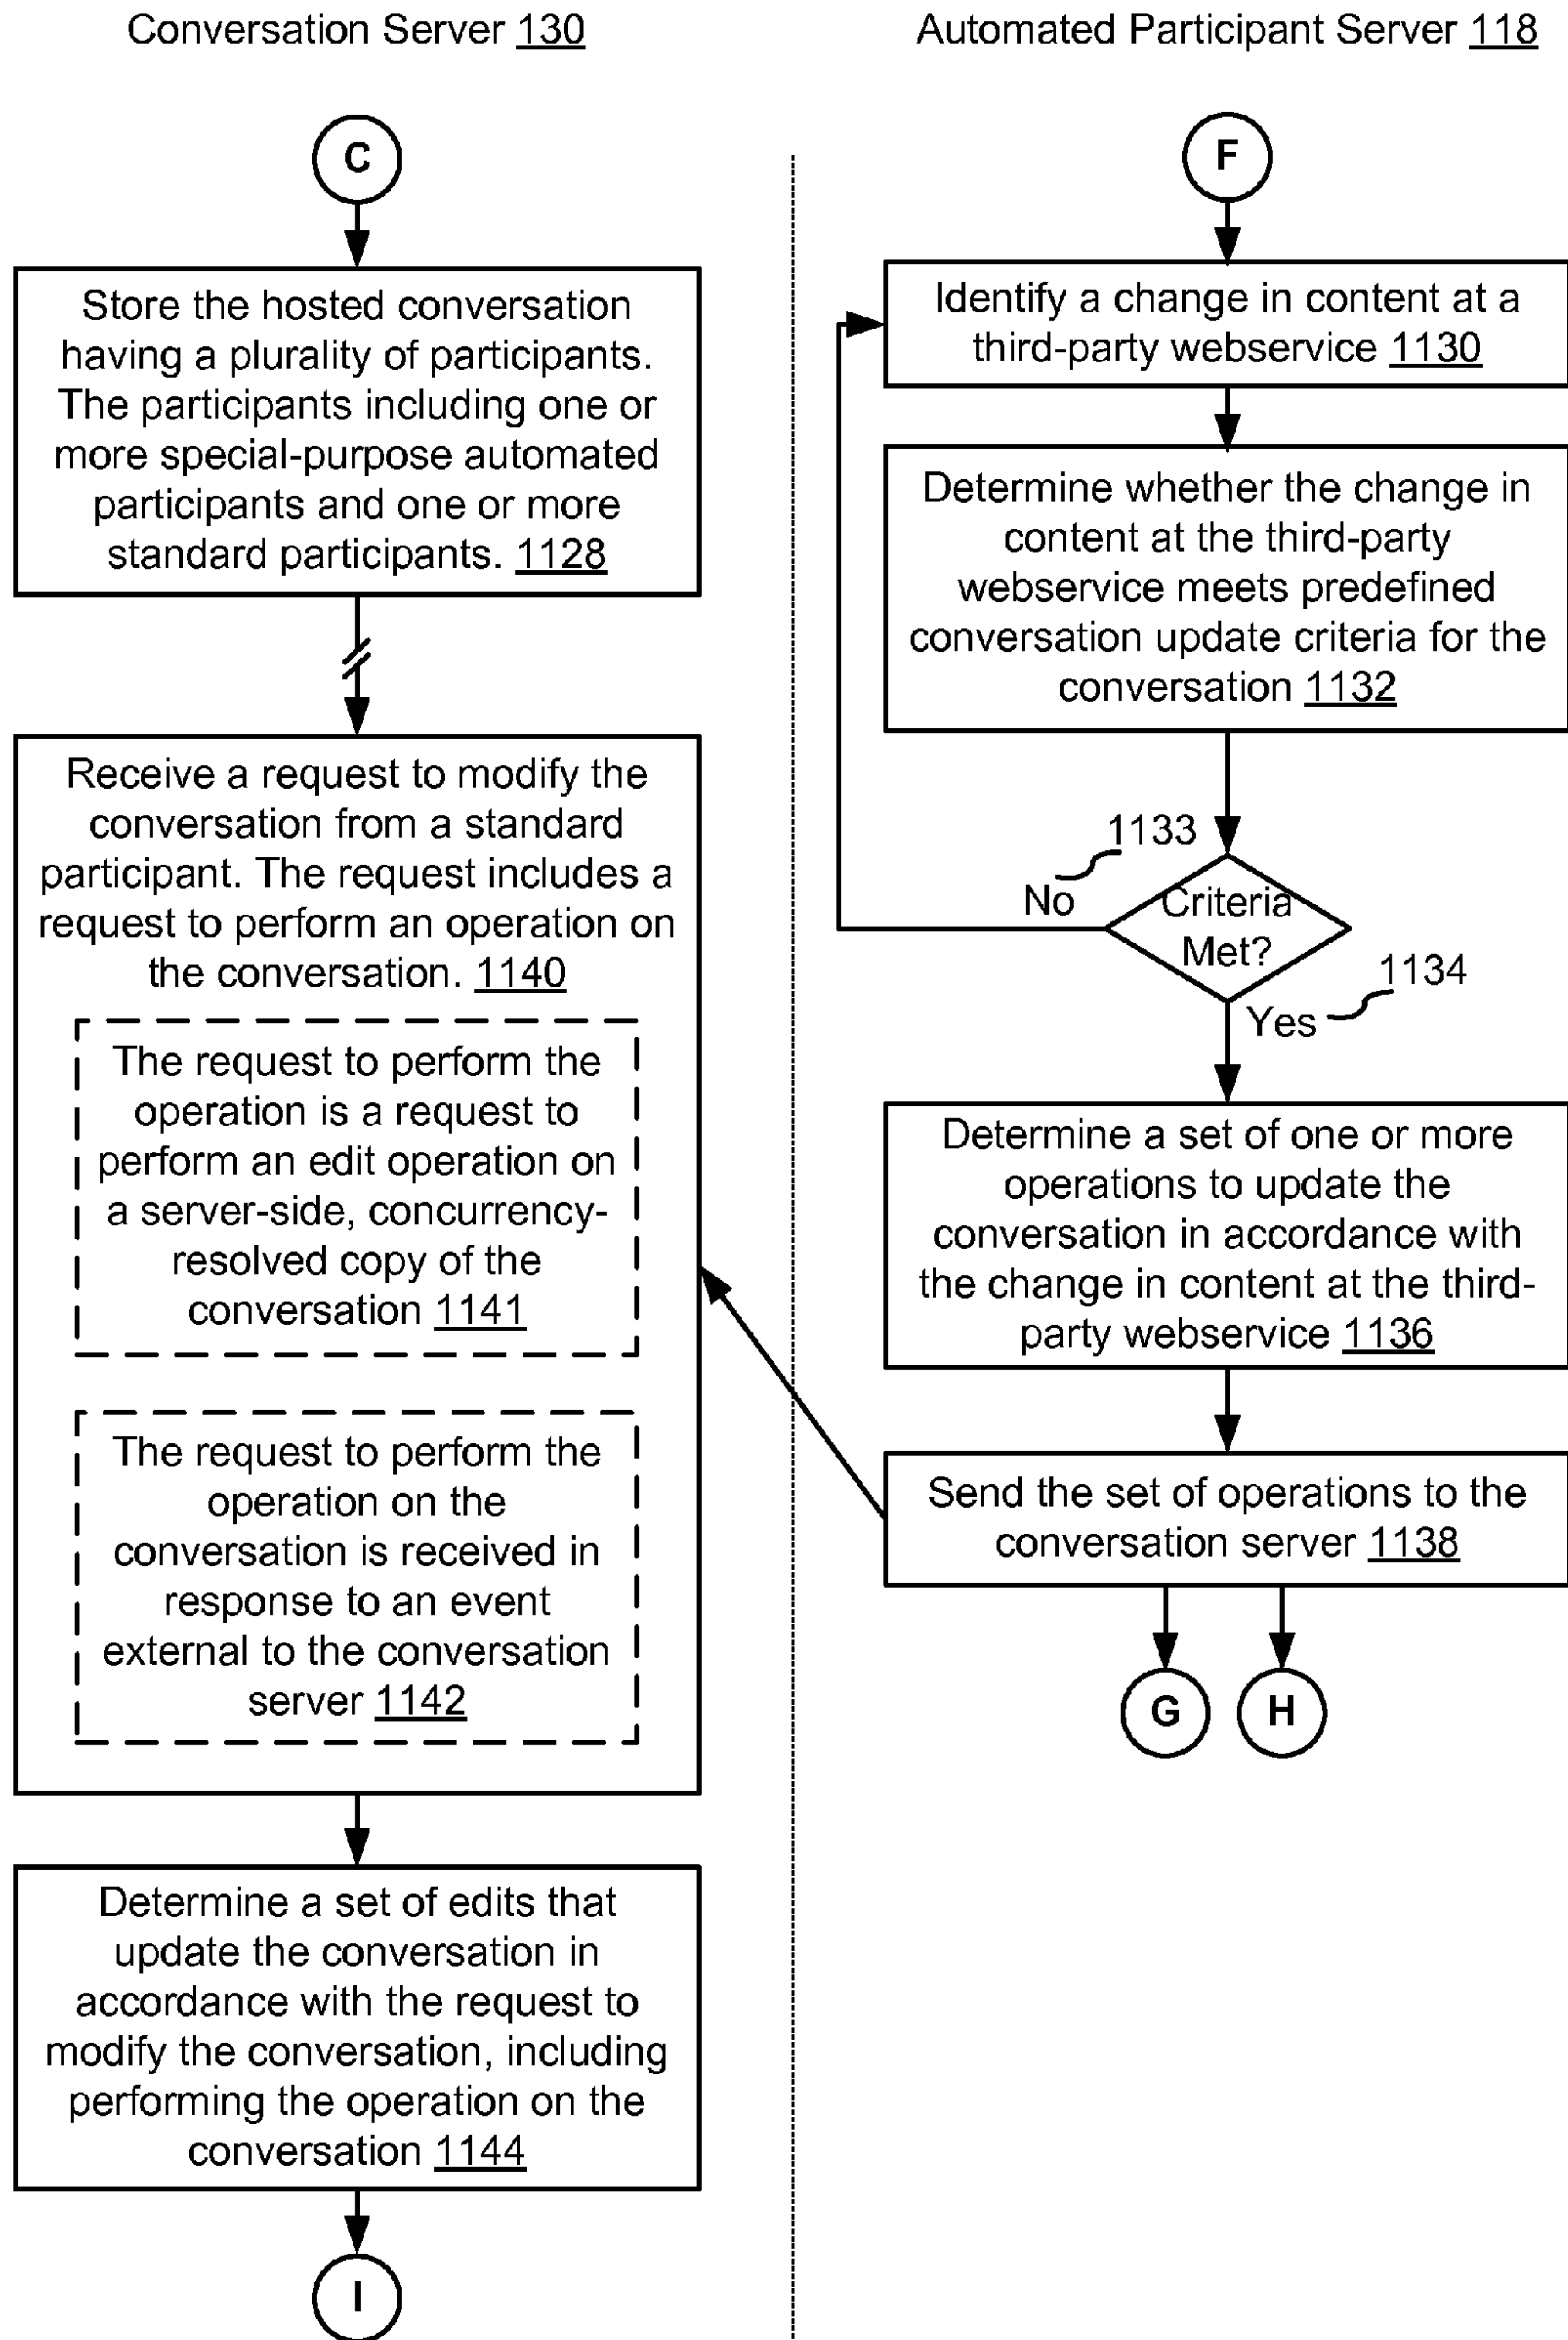 Conversation Server 130
C
Store the hosted conversation
having a plurality of participants.
The participants including one or
more special-purpose automated
participants and one or more
standard participants. 1128
Receive a request to modify the
conversation from a standard
participant. The request includes a
request to perform an operation on
the conversation. 1140
The request to perform the
operation is a request to
perform an edit operation on
a server-side, concurrency-
resolved copy of the
conversation 1141
The request to perform the
operation on the
conversation is received in
response to an event
external to the conversation
server 1142
Determine a set of edits that
update the conversation in
accordance with the request to
modify the conversation, including
performing the operation on the
conversation 1144
I
Automated Participant Server 118
F
Identify a change in content at a
third-party webservice 1130
Determine whether the change in
content at the third-party
webservice meets predefined
conversation update criteria for the
conversation 1132
1133
No
Criteria
Met?
1134
Yes
Determine a set of one or more
operations to update the
conversation in accordance with
the change in content at the third-
party webservice 1136
Send the set of operations to the
conversation server 1138
G
H